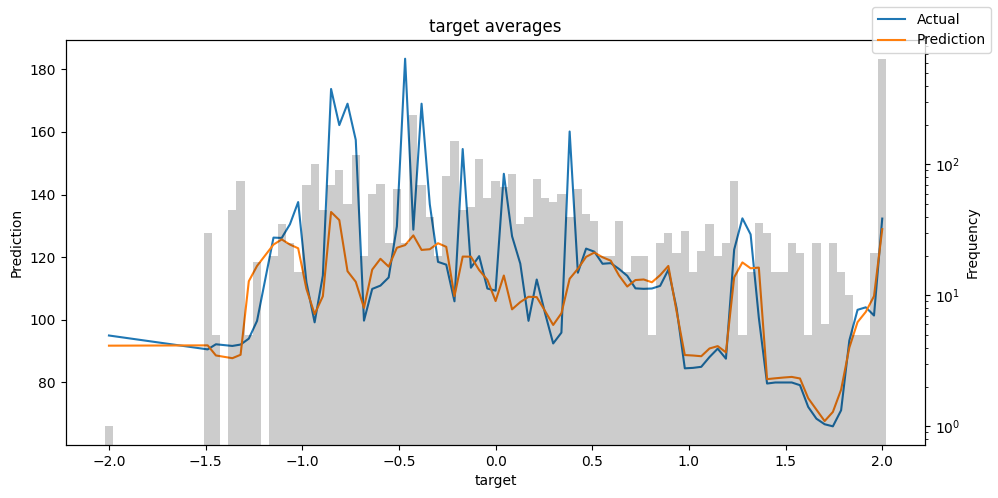 target averages
Actual
Prediction
180
160
140
120
100
80
Prediction
10²
10¹
10⁰
Frequency
−2.0 −1.5 −1.0 −0.5 0.0 0.5 1.0 1.5 2.0
target